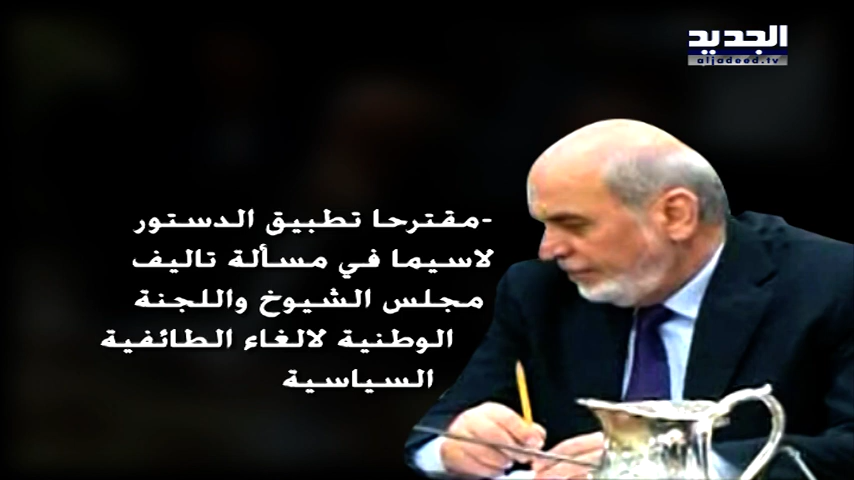 الجديد
aljadeed.tv
-مقترحا تطبيق الدستور
لاسيما في مسألة تاليف
مجلس الشيوخ واللجنة
الوطنية لالغاء الطائفية
السياسية